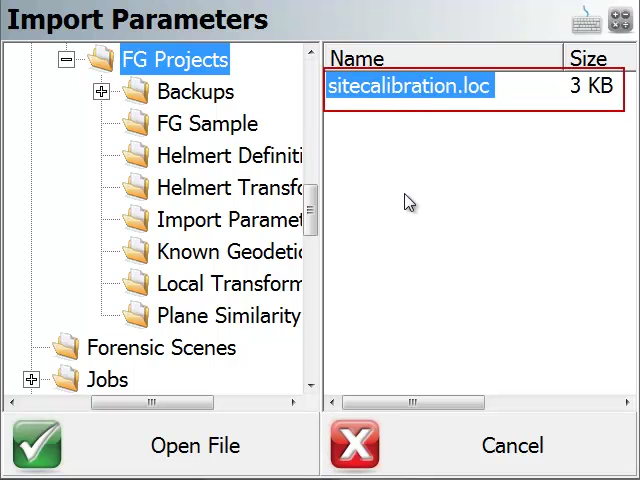 Import Parameters
FG Projects
Backups
FG Sample
Helmert Definiti
Helmert Transfo
Import Paramet
Known Geodetic
Local Transform
Plane Similarity
Forensic Scenes
Jobs
Name Size
sitecalibration.loc 3 KB
Open File
Cancel